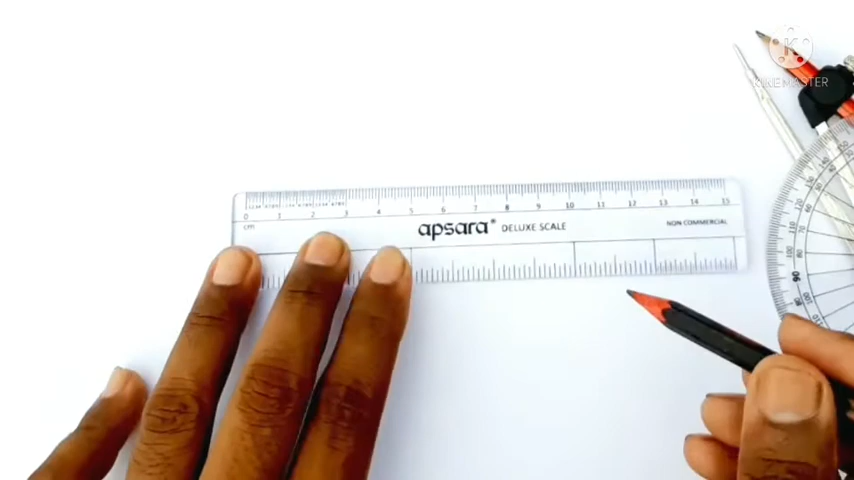 KINEMASTER
0 1 2 3 4 5 6 7 8 9 10 11 12 13 14 15
cm
apsara® DELUXE SCALE NON COMMERCIAL
90